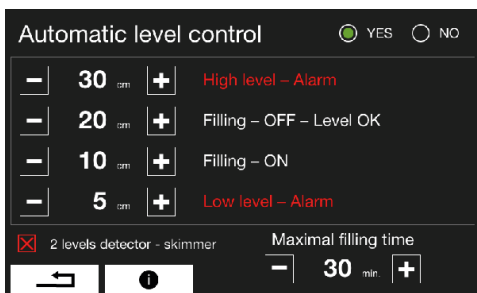 Automatic level control YES NO
− 30 cm + High level – Alarm
− 20 cm + Filling – OFF – Level OK
− 10 cm + Filling – ON
− 5 cm + Low level – Alarm
2 levels detector - skimmer
Maximal filling time
− 30 min. +